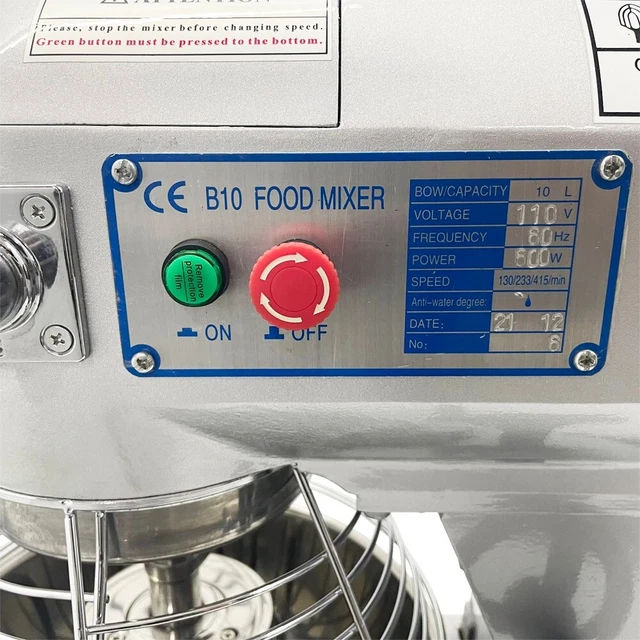 ATTENTION
Please, stop the mixer before changing speed.
Green button must be pressed to the bottom.
CE B10 FOOD MIXER
Remove
protection
film
ON OFF
BOW/CAPACITY 10 L
VOLTAGE 110 V
FREQUENCY 60 Hz
POWER 600 W
SPEED 130/233/415/min
Anti-water degree:
DATE: 21 12
No: 6